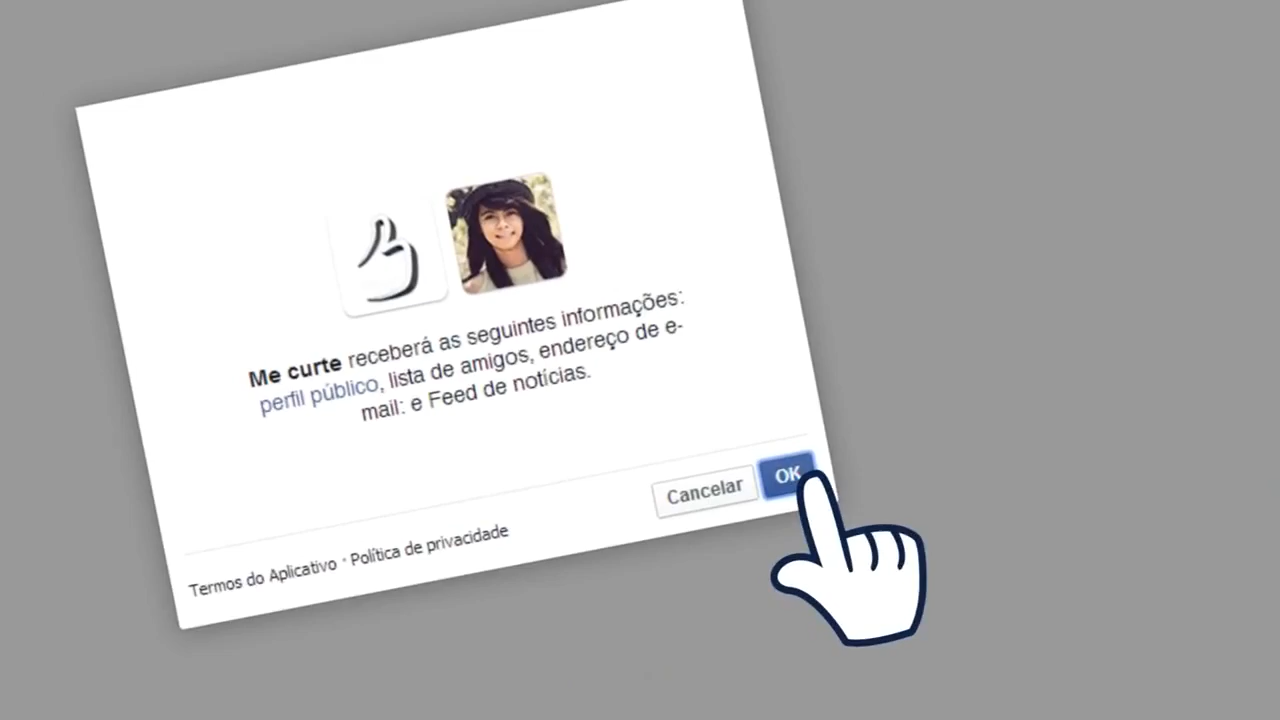 Me curte receberá as seguintes informações:
perfil público, lista de amigos, endereço de e-
mail: e Feed de notícias.
Cancelar
OK
Termos do Aplicativo · Política de privacidade